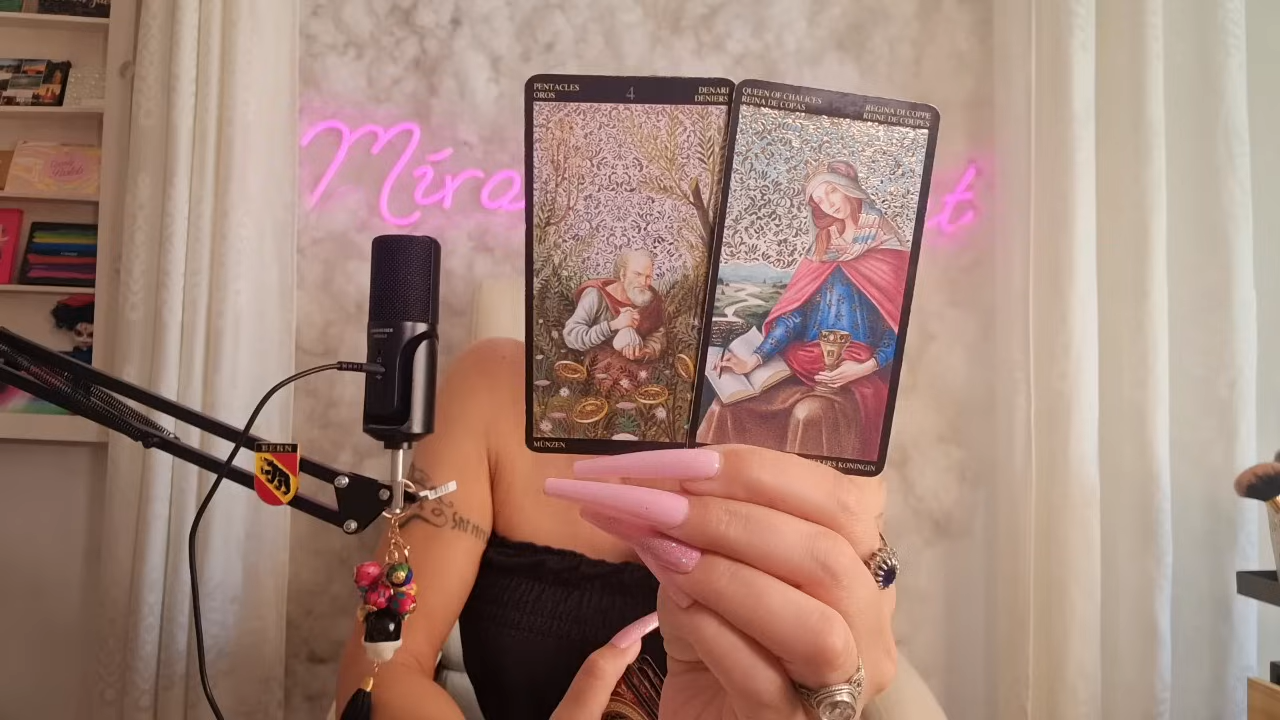 PENTACLES
OROS
4
DENARI
DENIERS
MÜNZEN
QUEEN OF CHALICES
REINA DE COPAS
REGINA DI COPPE
REINE DE COUPES
KONINGIN
Mira
t
BERN